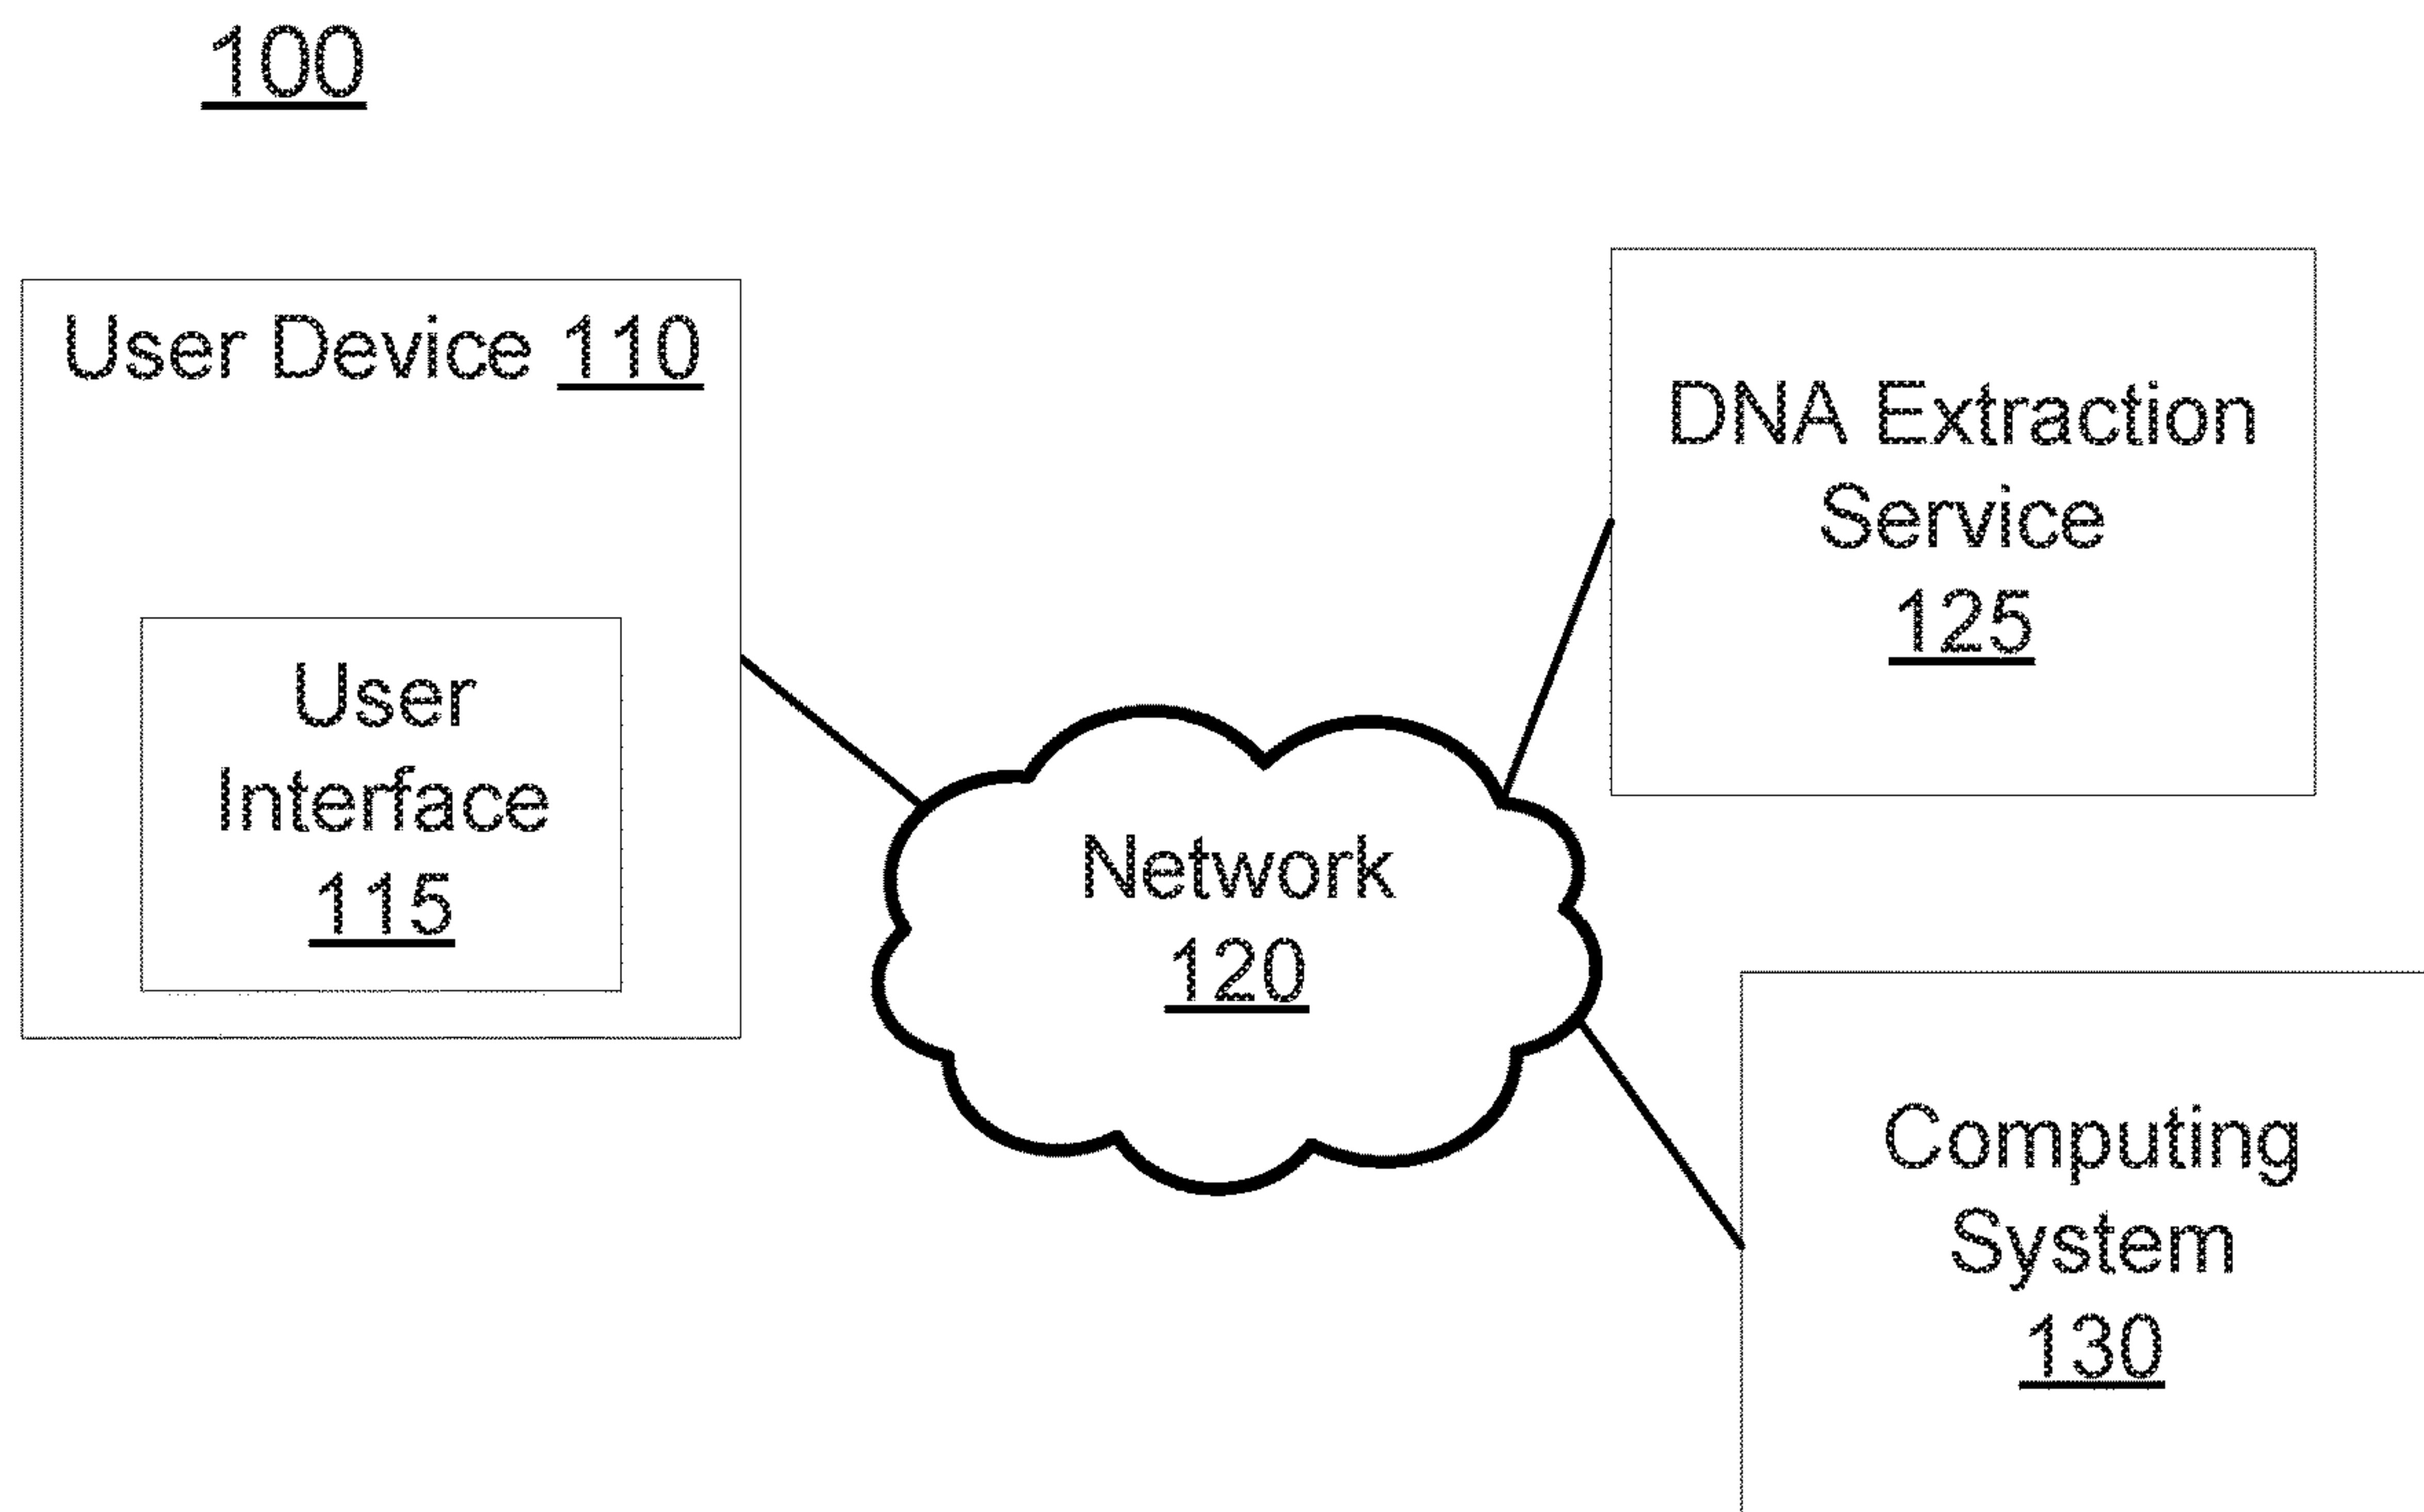 100
User Device 110
User
Interface
115
Network
120
DNA Extraction
Service
125
Computing
System
130